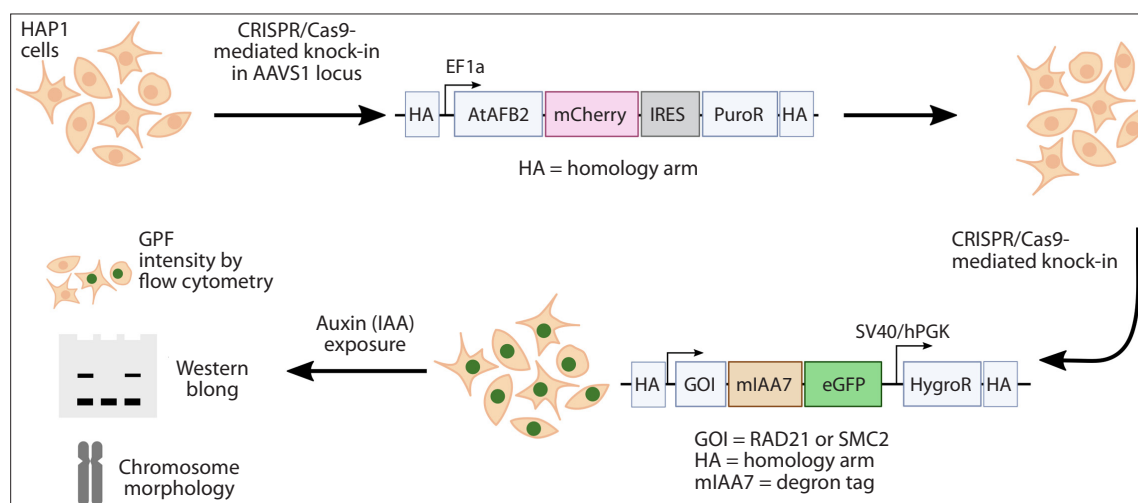 HAP1
cells
CRISPR/Cas9-
mediated knock-in
in AAVS1 locus
EF1a
HA
AtAFB2
mCherry
IRES
PuroR
HA
HA = homology arm
CRISPR/Cas9-
mediated knock-in
SV40/hPGK
HA
GOI
mIAA7
eGFP
HygroR
HA
GOI = RAD21 or SMC2
HA = homology arm
mIAA7 = degron tag
Auxin (IAA)
exposure
GPF
intensity by
flow cytometry
Western
blong
Chromosome
morphology